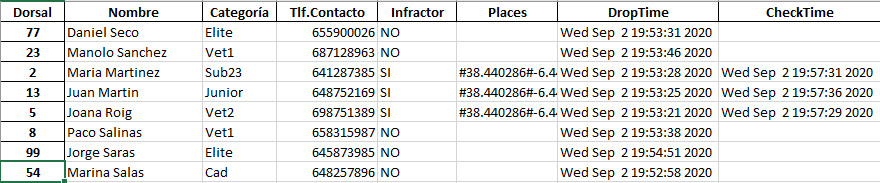 Dorsal Nombre Categoría Tlf.Contacto Infractor Places DropTime CheckTime
77 Daniel Seco Elite 655900026 NO Wed Sep 2 19:53:31 2020
23 Manolo Sanchez Vet1 687128963 NO Wed Sep 2 19:53:46 2020
2 Maria Martinez Sub23 641287385 SI #38.440286#-6.4 Wed Sep 2 19:53:28 2020 Wed Sep 2 19:57:31 2020
13 Juan Martin Junior 648752169 SI #38.440286#-6.4 Wed Sep 2 19:53:25 2020 Wed Sep 2 19:57:36 2020
5 Joana Roig Vet2 698751389 SI #38.440286#-6.4 Wed Sep 2 19:53:21 2020 Wed Sep 2 19:57:29 2020
8 Paco Salinas Vet1 658315987 NO Wed Sep 2 19:53:38 2020
99 Jorge Saras Elite 645873985 NO Wed Sep 2 19:54:51 2020
54 Marina Salas Cad 648257896 NO Wed Sep 2 19:52:58 2020